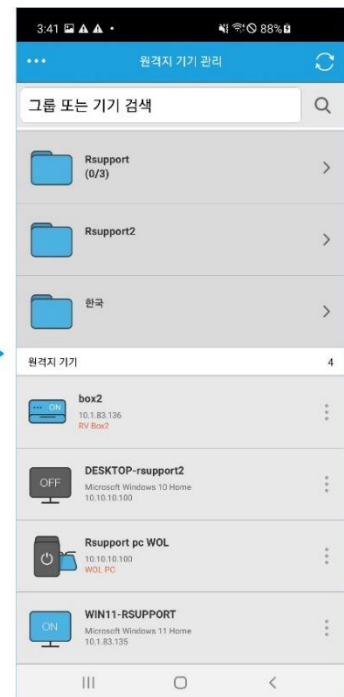 3:41
88%
원격지 기기 관리
그룹 또는 기기 검색
Rsupport
(0/3)
Rsupport2
한국
원격지 기기 4
ON
box2
10.1.83.136
RV Box2
OFF
DESKTOP-rsupport2
Microsoft Windows 10 Home
10.10.10.100
Rsupport pc WOL
10.10.10.100
WOL PC
ON
WIN11-RSUPPORT
Microsoft Windows 11 Home
10.1.83.135